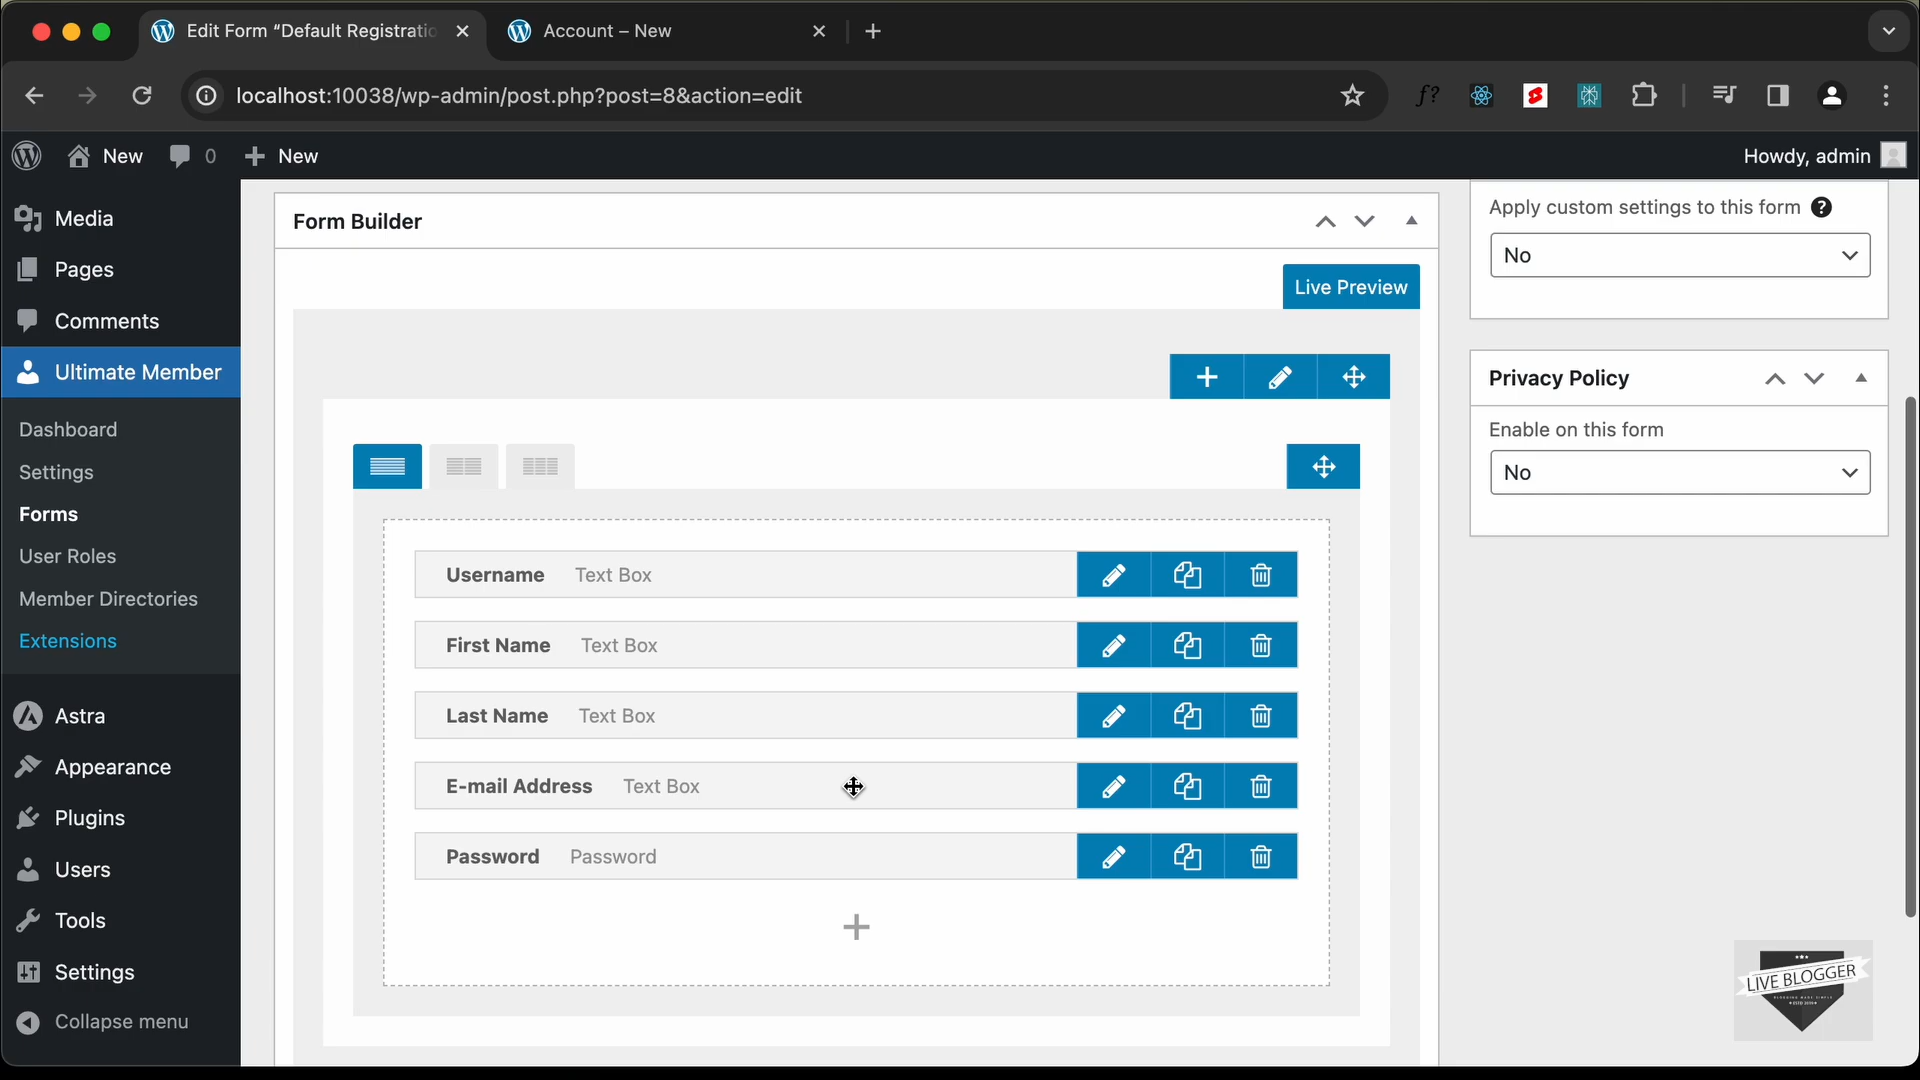 Edit Form “Default Registratio
Account – New
localhost:10038/wp-admin/post.php?post=8&action=edit
New
0
New
Howdy, admin
Media
Pages
Comments
Ultimate Member
Dashboard
Settings
Forms
User Roles
Member Directories
Extensions
Astra
Appearance
Plugins
Users
Tools
Settings
Collapse menu
Form Builder
Live Preview
Username Text Box
First Name Text Box
Last Name Text Box
E-mail Address Text Box
Password Password
Apply custom settings to this form
No
Privacy Policy
Enable on this form
No
LIVE BLOGGER